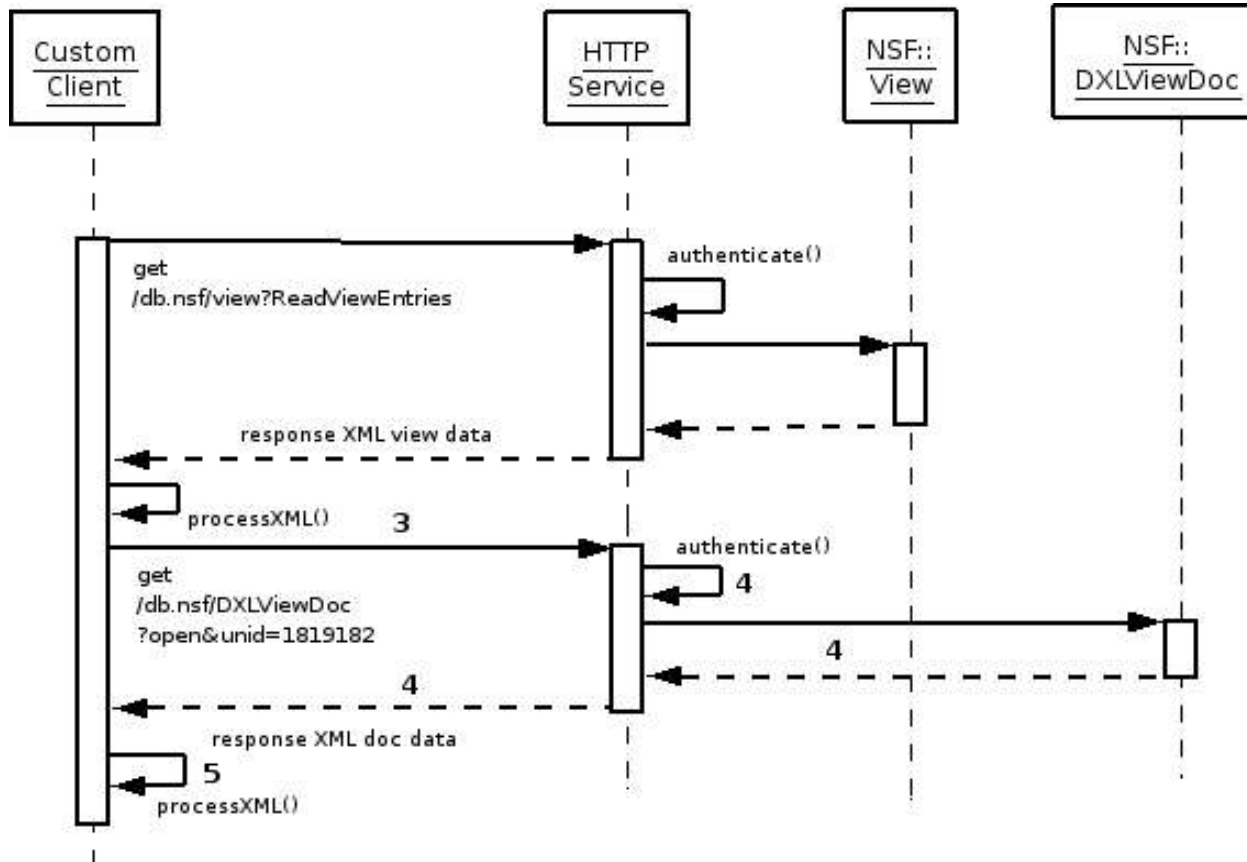 Custom
Client
HTTP
Service
NSF::
View
NSF::
DXLViewDoc
authenticate()
get
/db.nsf/view?ReadViewEntries
response XML view data
processXML()
3
authenticate()
4
get
/db.nsf/DXLViewDoc
?open&unid=1819182
4
4
response XML doc data
5
processXML()